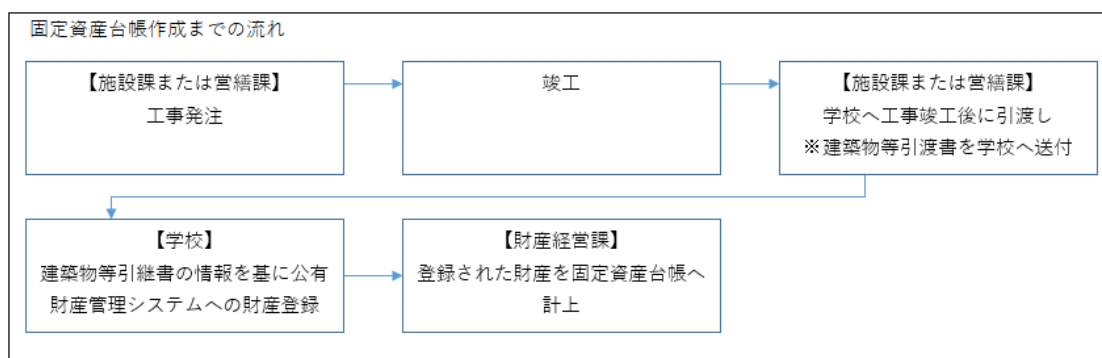 固定資産台帳作成までの流れ
【施設課または営繕課】
工事発注
竣工
【施設課または営繕課】
学校へ工事竣工後に引渡し
※建築物等引渡書を学校へ送付
【学校】
建築物等引継書の情報を基に公有
財産管理システムへの財産登録
【財産経営課】
登録された財産を固定資産台帳へ
計上